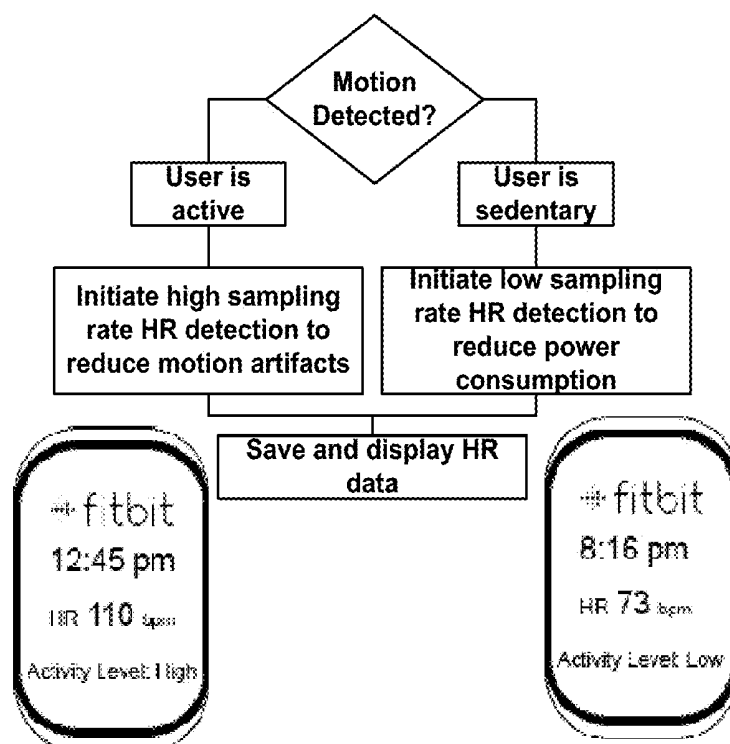 Motion
Detected?
User is
active
User is
sedentary
Initiate high sampling
rate HR detection to
reduce motion artifacts
Initiate low sampling
rate HR detection to
reduce power
consumption
Save and display HR
data
fitbit
12:45 pm
HR 110 bpm
Activity Level: High
fitbit
8:16 pm
HR 73 bpm
Activity Level: Low